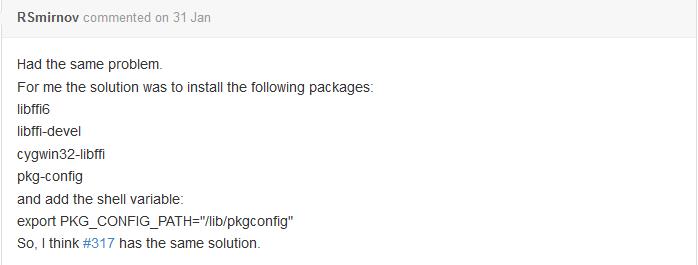 RSmirnov commented on 31 Jan
Had the same problem.
For me the solution was to install the following packages:
libffi6
libffi-devel
cygwin32-libffi
pkg-config
and add the shell variable:
export PKG_CONFIG_PATH="/lib/pkgconfig"
So, I think #317 has the same solution.